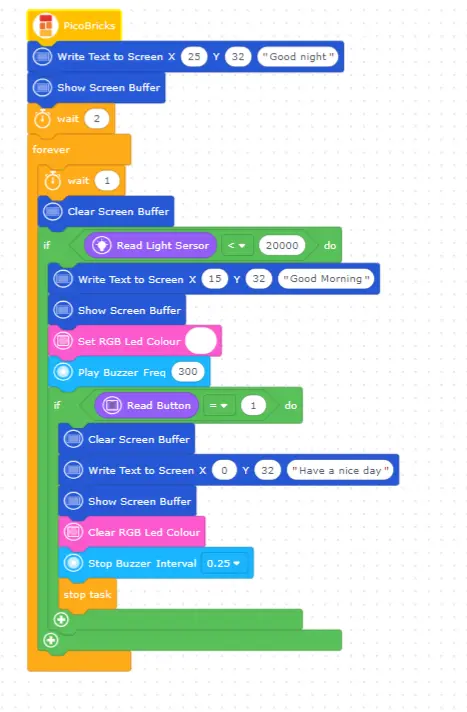 PicoBricks
Write Text to Screen X 25 Y 32 "Good night"
Show Screen Buffer
wait 2
forever
wait 1
Clear Screen Buffer
if Read Light Sersor < 20000 do
Write Text to Screen X 15 Y 32 "Good Morning"
Show Screen Buffer
Set RGB Led Colour
Play Buzzer Freq 300
if Read Button = 1 do
Clear Screen Buffer
Write Text to Screen X 0 Y 32 "Have a nice day"
Show Screen Buffer
Clear RGB Led Colour
Stop Buzzer Interval 0.25
stop task